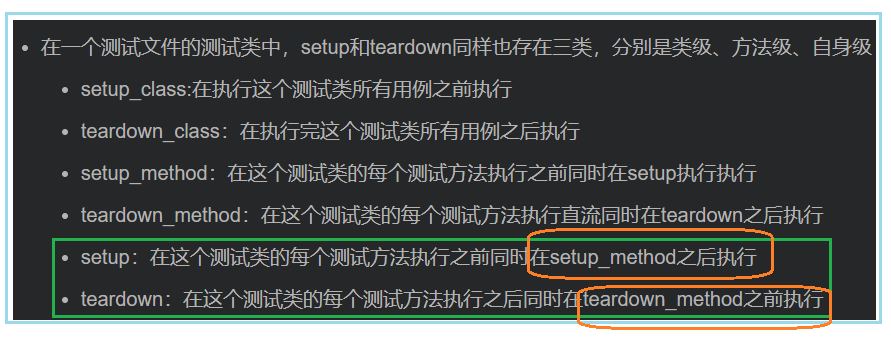 在一个测试文件的测试类中，setup和teardown同样也存在三类，分别是类级、方法级、自身级
setup_class:在执行这个测试类所有用例之前执行
teardown_class：在执行完这个测试类所有用例之后执行
setup_method：在这个测试类的每个测试方法执行之前同时在setup执行执行
teardown_method：在这个测试类的每个测试方法执行直流同时在teardown之后执行
setup：在这个测试类的每个测试方法执行之前同时在setup_method之后执行
teardown：在这个测试类的每个测试方法执行之后同时在teardown_method之前执行